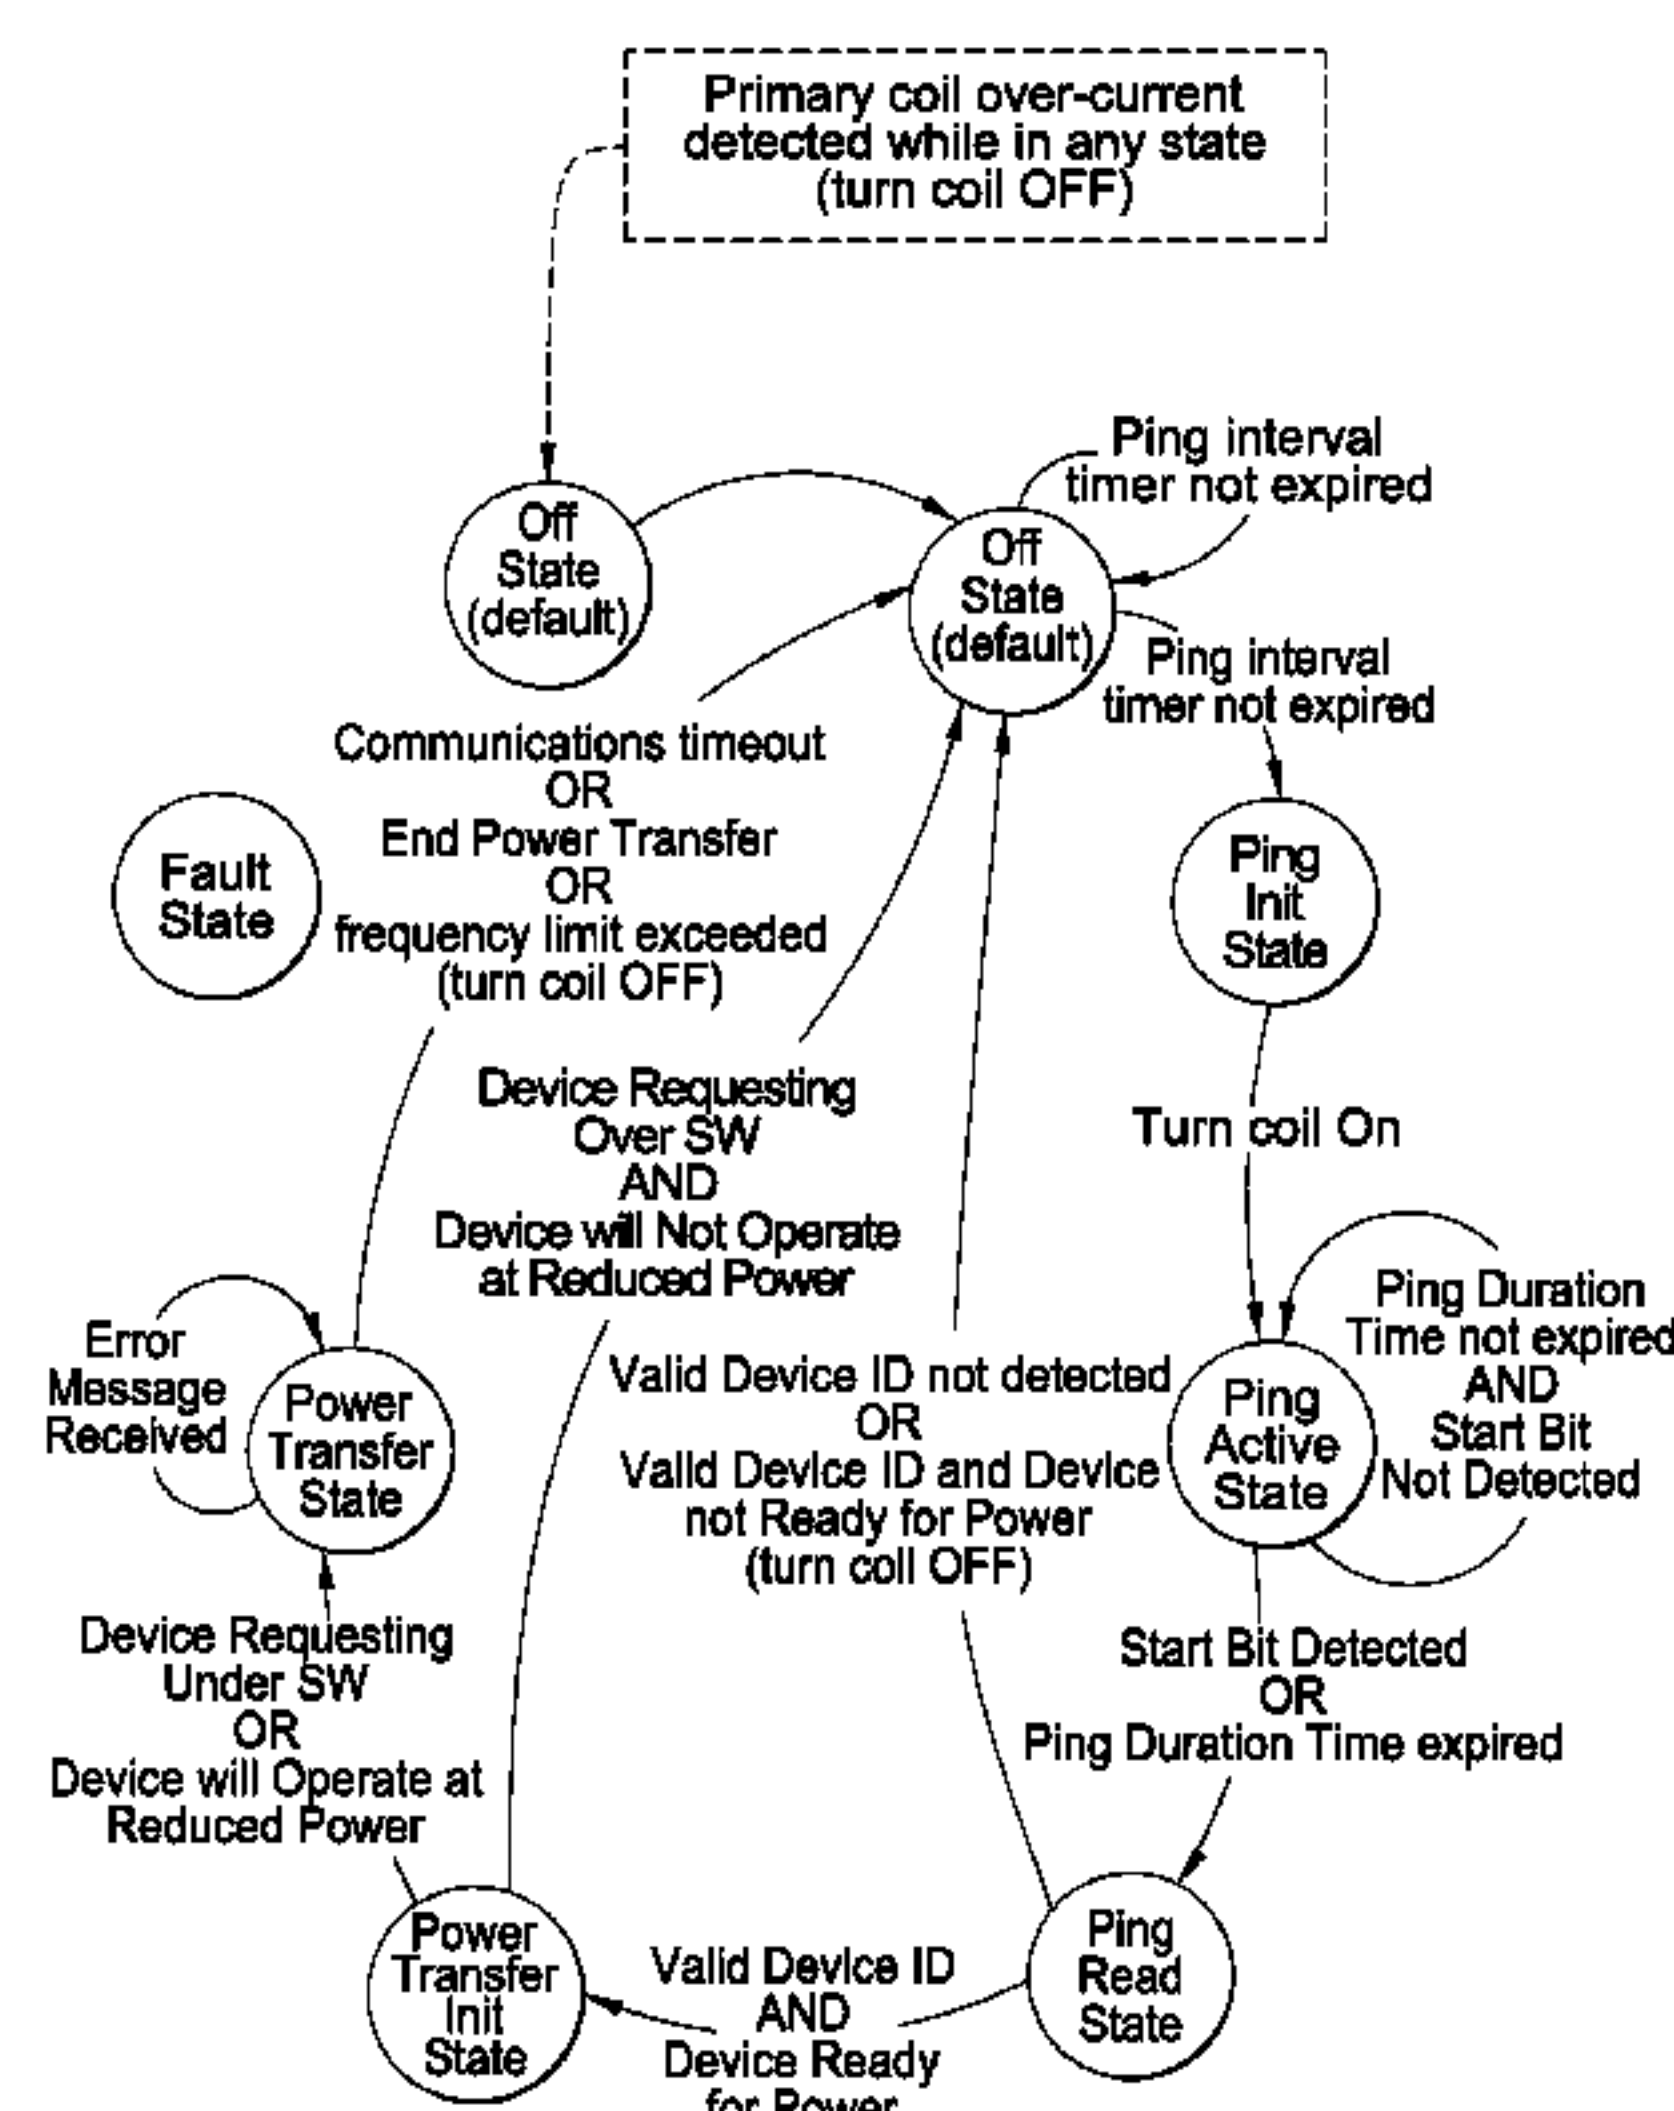 Primary coil over-current
detected while in any state
(turn coil OFF)
Off
State
(default)
Off
State
(default)
Ping interval
timer not expired
Ping interval
timer not expired
Communications timeout
OR
End Power Transfer
OR
frequency limit exceeded
(turn coil OFF)
Fault
State
Ping
Init
State
Device Requesting
Over SW
AND
Device will Not Operate
at Reduced Power
Turn coil On
Error
Message
Received
Power
Transfer
State
Valid Device ID not detected
OR
Valid Device ID and Device
not Ready for Power
(turn coil OFF)
Ping
Active
State
Ping Duration
Time not expired
AND
Start Bit
Not Detected
Device Requesting
Under SW
OR
Device will Operate at
Reduced Power
Start Bit Detected
OR
Ping Duration Time expired
Power
Transfer
Init
State
Valid Device ID
AND
Device Ready
for Power
Ping
Read
State